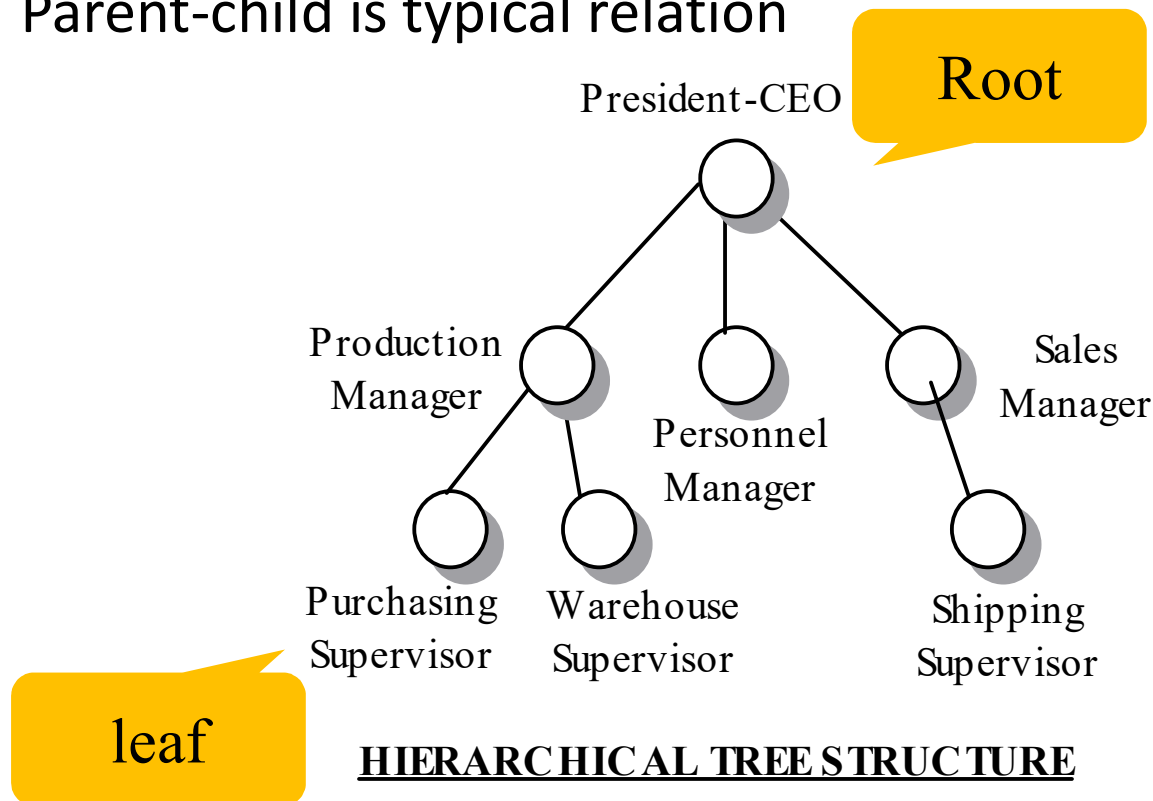 Parent-child is typical relation
Root
President-CEO
Production
Manager
Sales
Manager
Personnel
Manager
Purchasing
Supervisor
Warehouse
Supervisor
Shipping
Supervisor
leaf
HIERARCHICAL TREE STRUCTURE